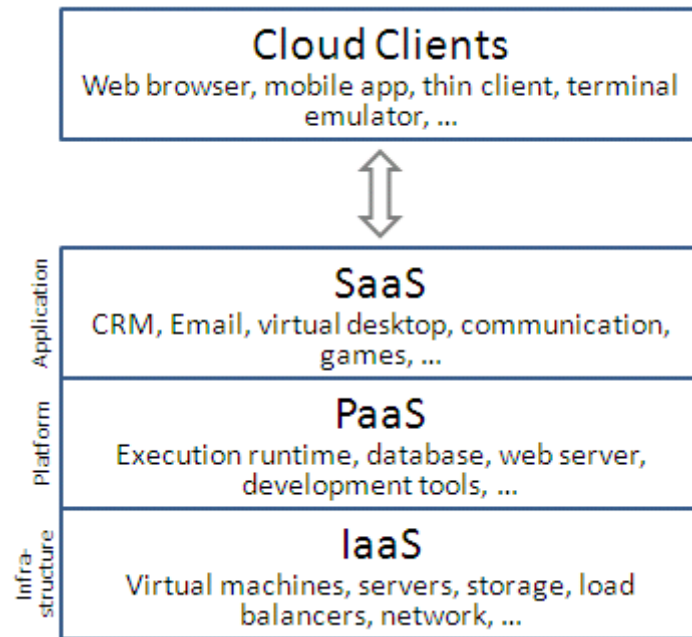 Cloud Clients
Web browser, mobile app, thin client, terminal
emulator, ...
Application
SaaS
CRM, Email, virtual desktop, communication,
games, ...
Platform
PaaS
Execution runtime, database, web server,
development tools, ...
Infra-
structure
IaaS
Virtual machines, servers, storage, load
balancers, network, ...